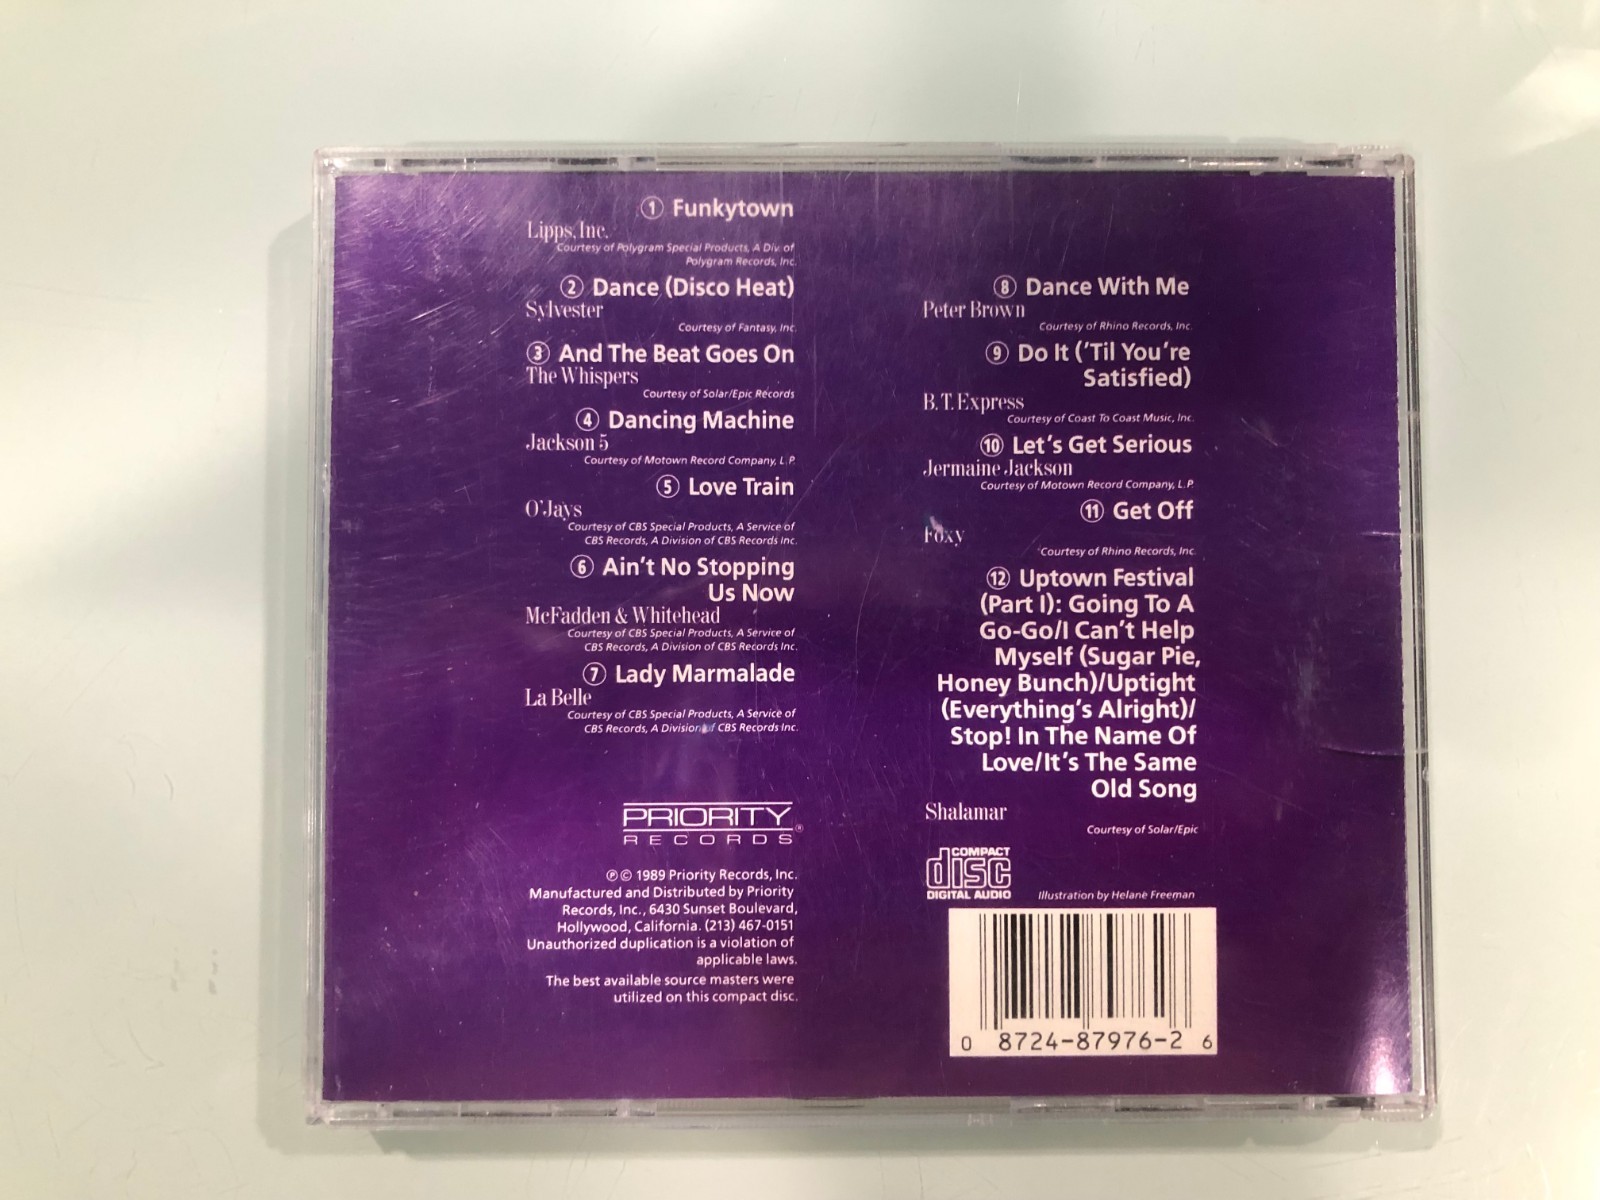 ① Funkytown
Lipps, Inc.
Courtesy of Polygram Special Products, A Div. of
Polygram Records, Inc.
② Dance (Disco Heat)
Sylvester
Courtesy of Fantasy, Inc.
③ And The Beat Goes On
The Whispers
Courtesy of Solar/Epic Records
④ Dancing Machine
Jackson 5
Courtesy of Motown Record Company, L.P.
⑤ Love Train
O'Jays
Courtesy of CBS Special Products, A Service of
CBS Records, A Division of CBS Records Inc.
⑥ Ain't No Stopping
Us Now
McFadden & Whitehead
Courtesy of CBS Special Products, A Service of
CBS Records, A Division of CBS Records Inc.
⑦ Lady Marmalade
La Belle
Courtesy of CBS Special Products, A Service of
CBS Records, A Division of CBS Records Inc.
PRIORITY®
RECORDS
℗© 1989 Priority Records, Inc.
Manufactured and Distributed by Priority
Records, Inc., 6430 Sunset Boulevard,
Hollywood, California. (213) 467-0151
Unauthorized duplication is a violation of
applicable laws.
The best available source masters were
utilized on this compact disc.
⑧ Dance With Me
Peter Brown
Courtesy of Rhino Records, Inc.
⑨ Do It ('Til You're
Satisfied)
B.T. Express
Courtesy of Coast To Coast Music, Inc.
⑩ Let's Get Serious
Jermaine Jackson
Courtesy of Motown Record Company, L.P.
⑪ Get Off
Foxy
Courtesy of Rhino Records, Inc.
⑫ Uptown Festival
(Part I): Going To A
Go-Go/I Can't Help
Myself (Sugar Pie,
Honey Bunch)/Uptight
(Everything's Alright)/
Stop! In The Name Of
Love/It's The Same
Old Song
Shalamar
Courtesy of Solar/Epic
COMPACT
disc
DIGITAL AUDIO
Illustration by Helane Freeman
0 8724-87976-2 6